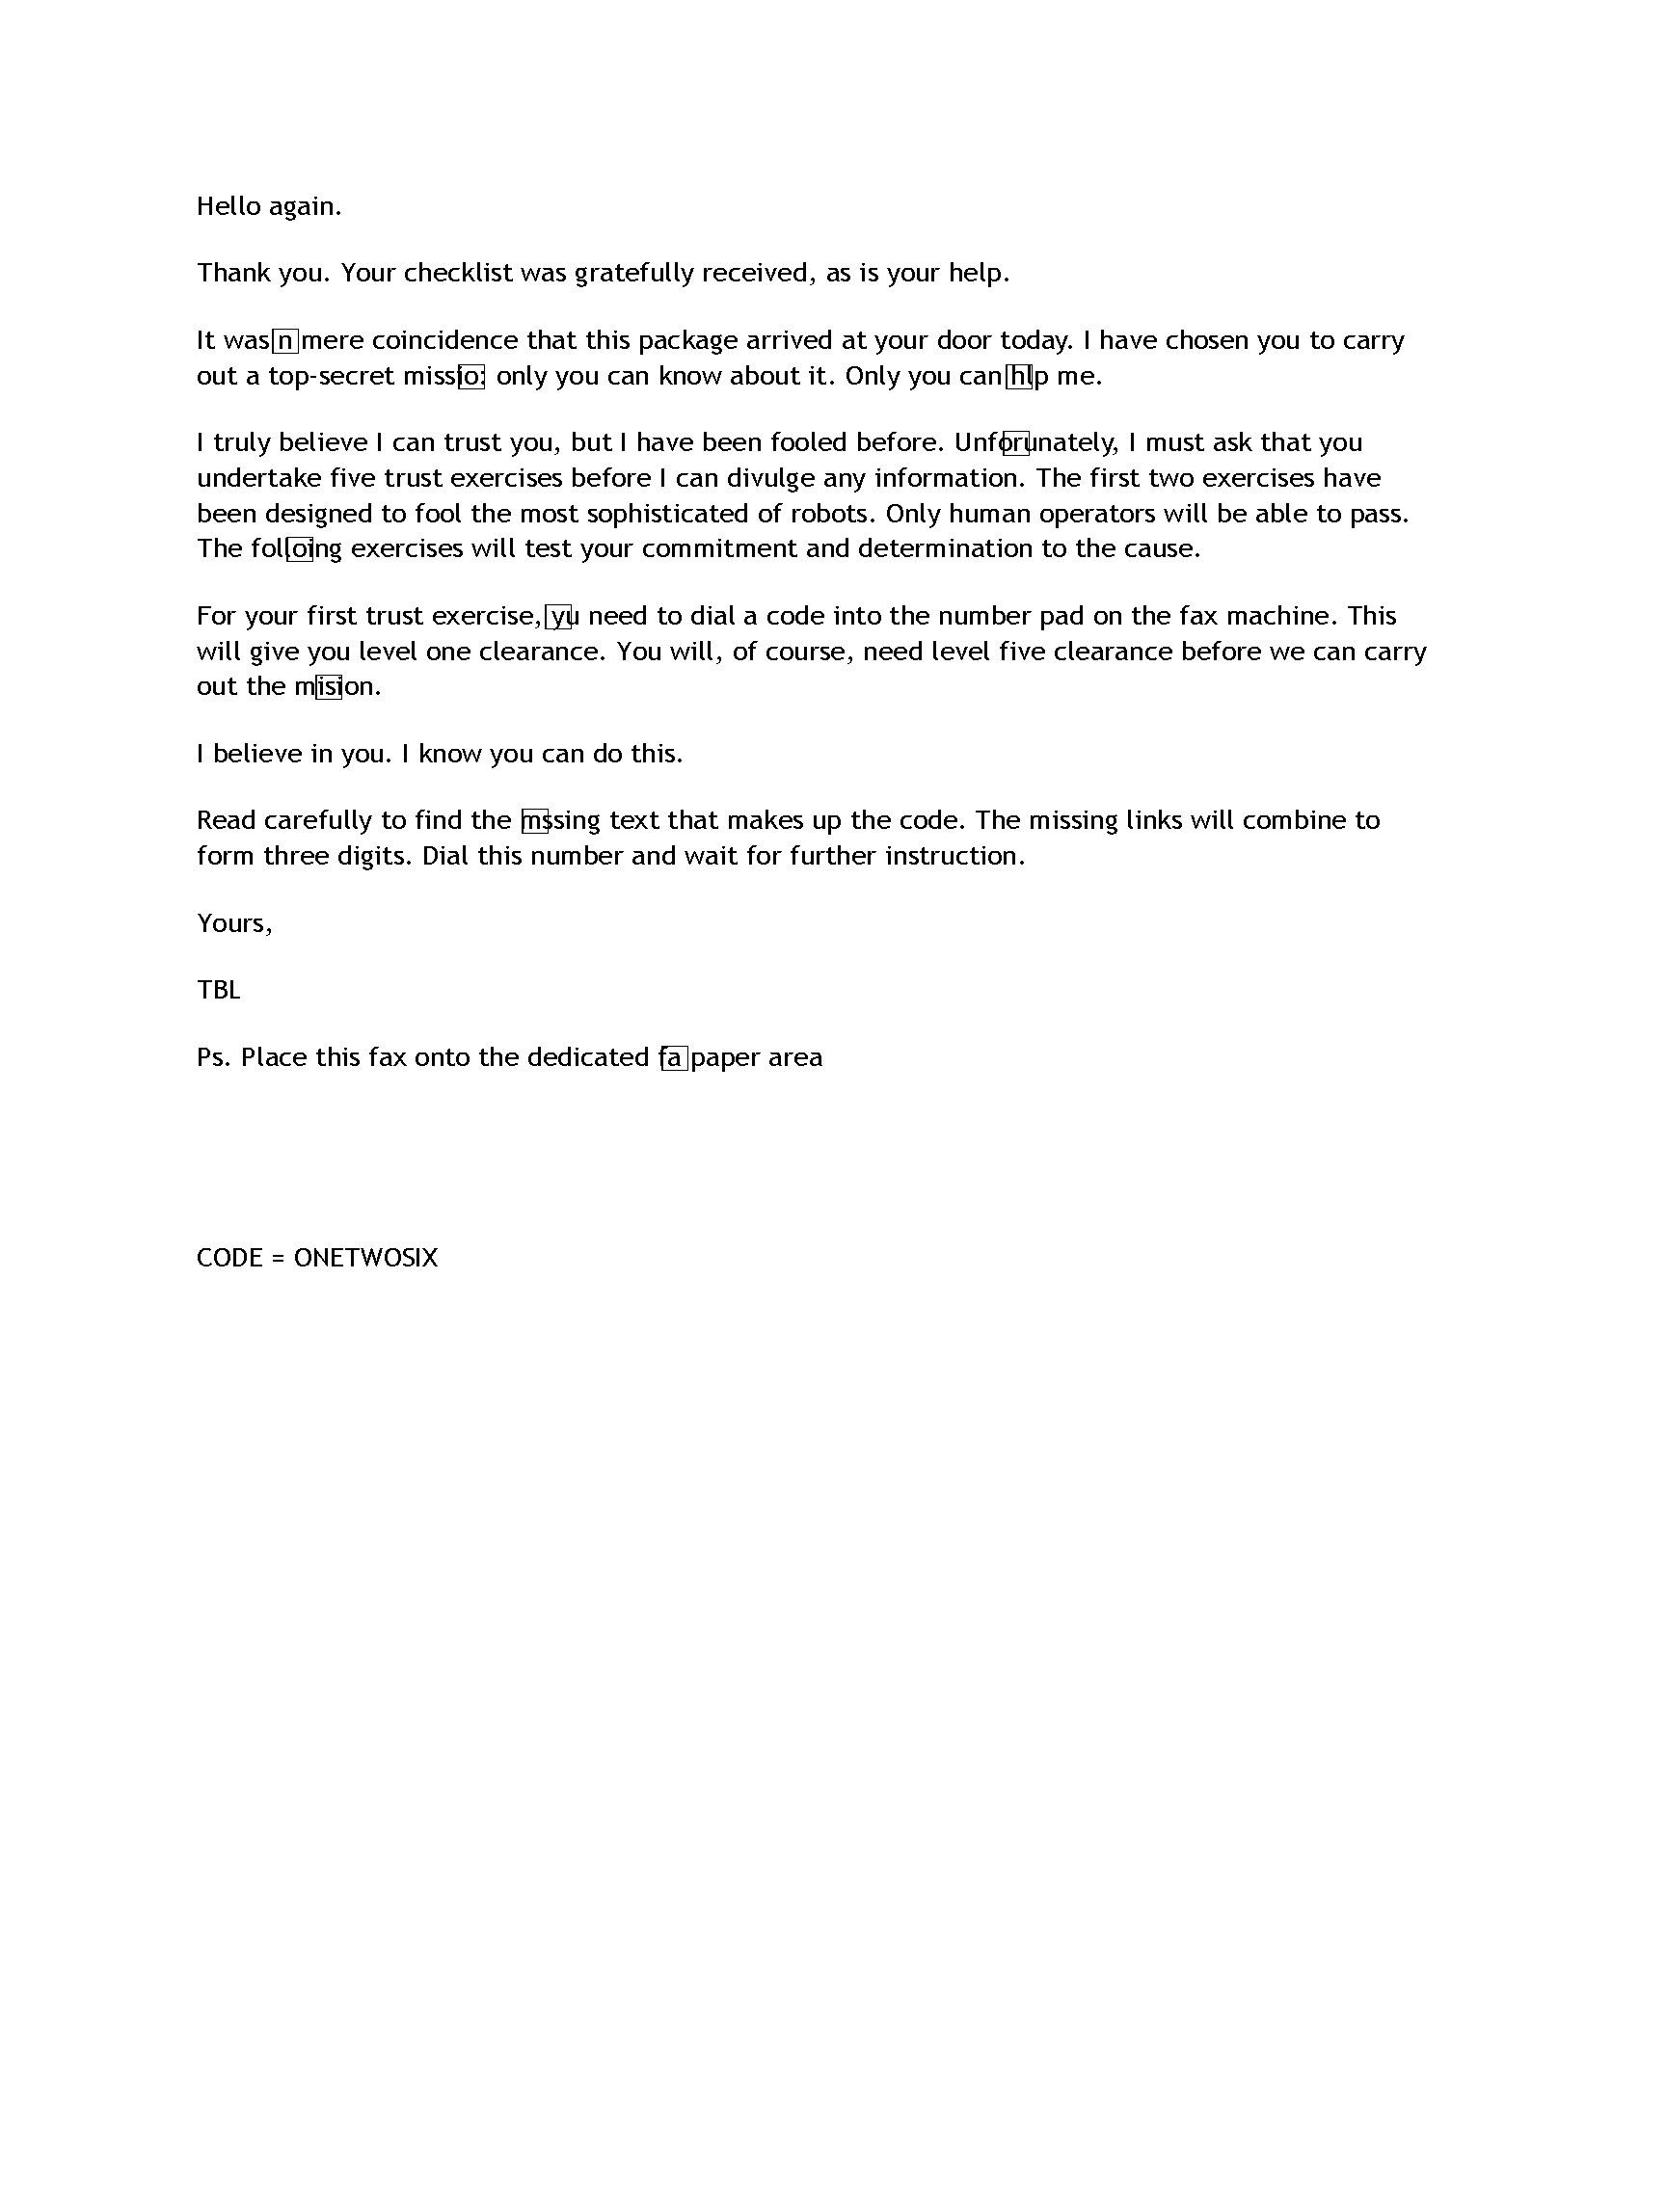 Hello again.
Thank you. Your checklist was gratefully received, as is your help.
It was n mere coincidence that this package arrived at your door today. I have chosen you to carry
out a top-secret missio: only you can know about it. Only you can hlp me.
I truly believe I can trust you, but I have been fooled before. Unforunately, I must ask that you
undertake five trust exercises before I can divulge any information. The first two exercises have
been designed to fool the most sophisticated of robots. Only human operators will be able to pass.
The folloing exercises will test your commitment and determination to the cause.
For your first trust exercise, yu need to dial a code into the number pad on the fax machine. This
will give you level one clearance. You will, of course, need level five clearance before we can carry
out the mision.
I believe in you. I know you can do this.
Read carefully to find the mssing text that makes up the code. The missing links will combine to
form three digits. Dial this number and wait for further instruction.
Yours,
TBL
Ps. Place this fax onto the dedicated fa paper area
CODE = ONETWOSIX